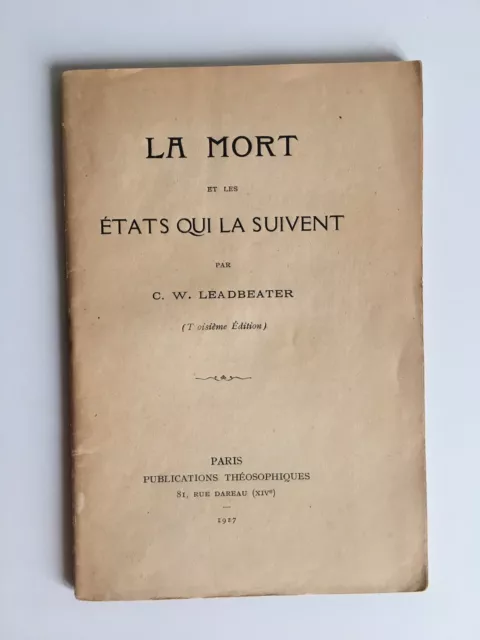 LA MORT
ET LES
ÉTATS QUI LA SUIVENT
PAR
C. W. LEADBEATER
(T oisième Édition)
PARIS
PUBLICATIONS THÉOSOPHIQUES
81, RUE DAREAU (XIVᵉ)
1917